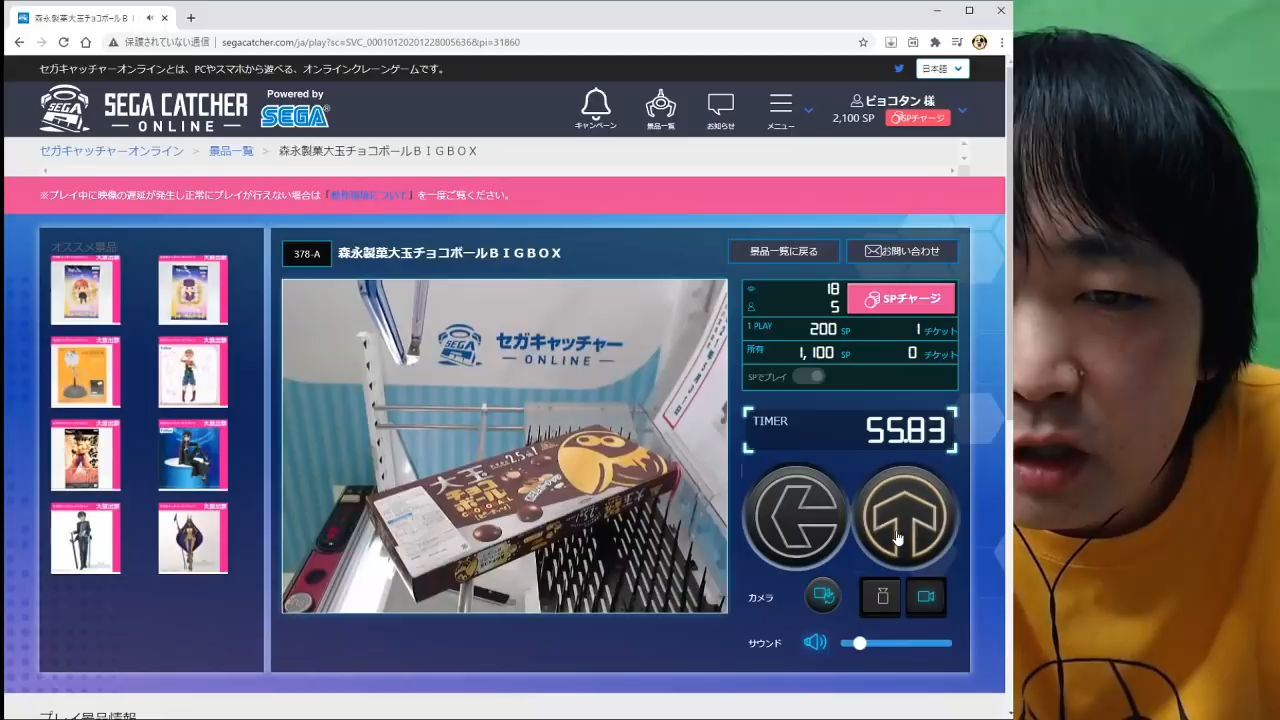 森永製菓大玉チョコボールB
保護されていない通信 | segacatcher.com/ja/play?sc=SVC_000101202012280056​36&pi=31860
セガキャッチャーオンラインとは、PCやスマホから遊べる、オンラインクレーンゲームです。
日本語
SEGA
SEGA CATCHER
ONLINE
Powered by
SEGA
キャンペーン
景品一覧
お知らせ
メニュー
ピョコタン 様
2,100 SP
SPチャージ
セガキャッチャーオンライン > 景品一覧 > 森永製菓大玉チョコボールBIGBOX
※プレイ中に映像の遅延が発生し正常にプレイが行えない場合は「動作環境について」を一度ご覧ください。
オススメ景品
378-A
森永製菓大玉チョコボールBIGBOX
景品一覧に戻る
お問い合わせ
セガキャッチャー
ONLINE
大玉
チョコボール
ピーナッツ
18
5
SPチャージ
1 PLAY
200 SP
1 チケット
所有
1,100 SP
0 チケット
SPでプレイ
TIMER
55.83
カメラ
サウンド
プレイ景品情報